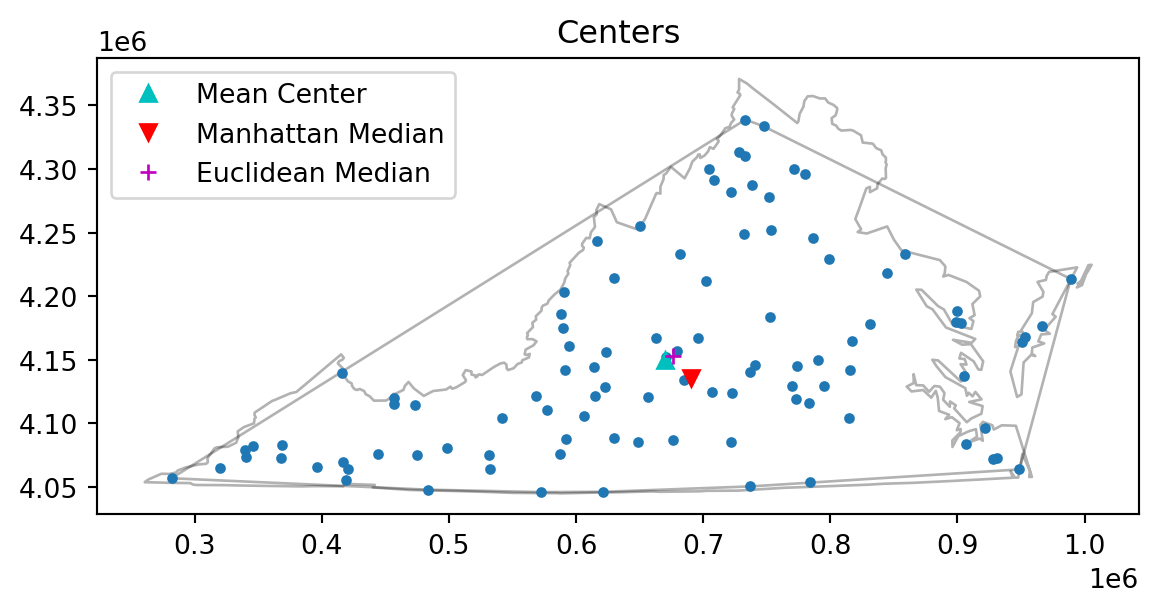 Centers
1e6
Mean Center
Manhattan Median
Euclidean Median
4.35
4.30
4.25
4.20
4.15
4.10
4.05
0.3 0.4 0.5 0.6 0.7 0.8 0.9 1.0
1e6